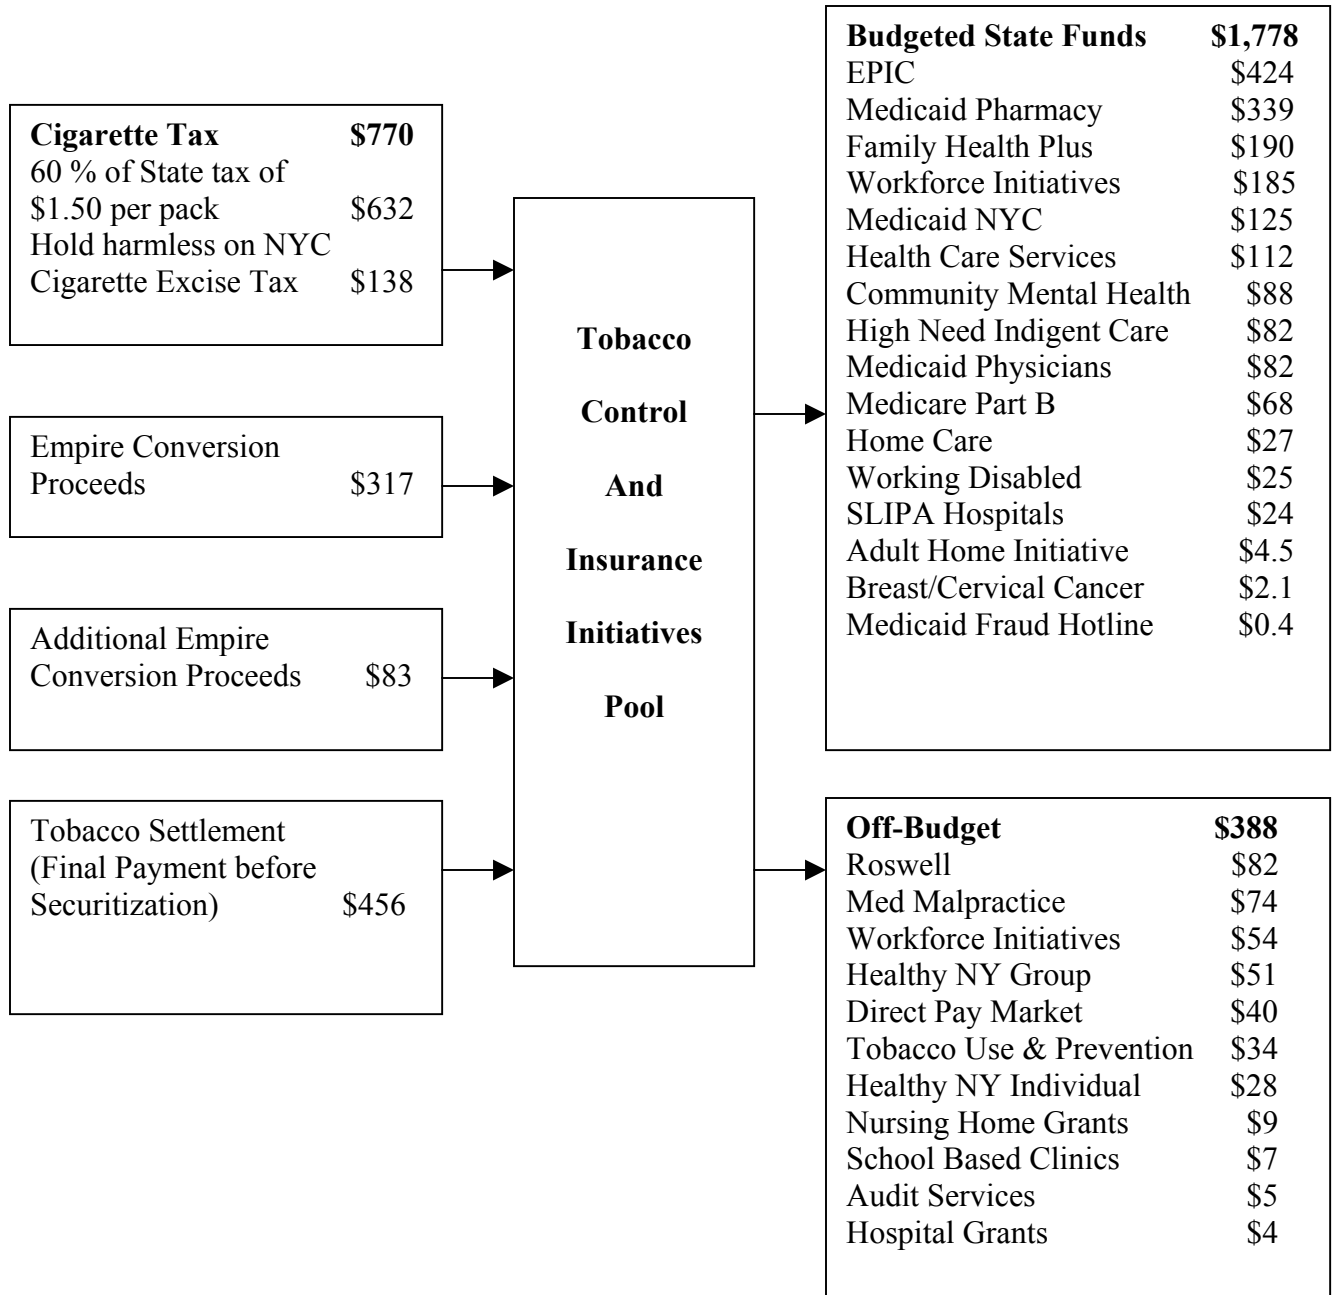 Cigarette Tax $770
60 % of State tax of
$1.50 per pack $632
Hold harmless on NYC
Cigarette Excise Tax $138
Empire Conversion
Proceeds $317
Additional Empire
Conversion Proceeds $83
Tobacco Settlement
(Final Payment before
Securitization) $456
Tobacco
Control
And
Insurance
Initiatives
Pool
Budgeted State Funds $1,778
EPIC $424
Medicaid Pharmacy $339
Family Health Plus $190
Workforce Initiatives $185
Medicaid NYC $125
Health Care Services $112
Community Mental Health $88
High Need Indigent Care $82
Medicaid Physicians $82
Medicare Part B $68
Home Care $27
Working Disabled $25
SLIPA Hospitals $24
Adult Home Initiative $4.5
Breast/Cervical Cancer $2.1
Medicaid Fraud Hotline $0.4
Off-Budget $388
Roswell $82
Med Malpractice $74
Workforce Initiatives $54
Healthy NY Group $51
Direct Pay Market $40
Tobacco Use & Prevention $34
Healthy NY Individual $28
Nursing Home Grants $9
School Based Clinics $7
Audit Services $5
Hospital Grants $4